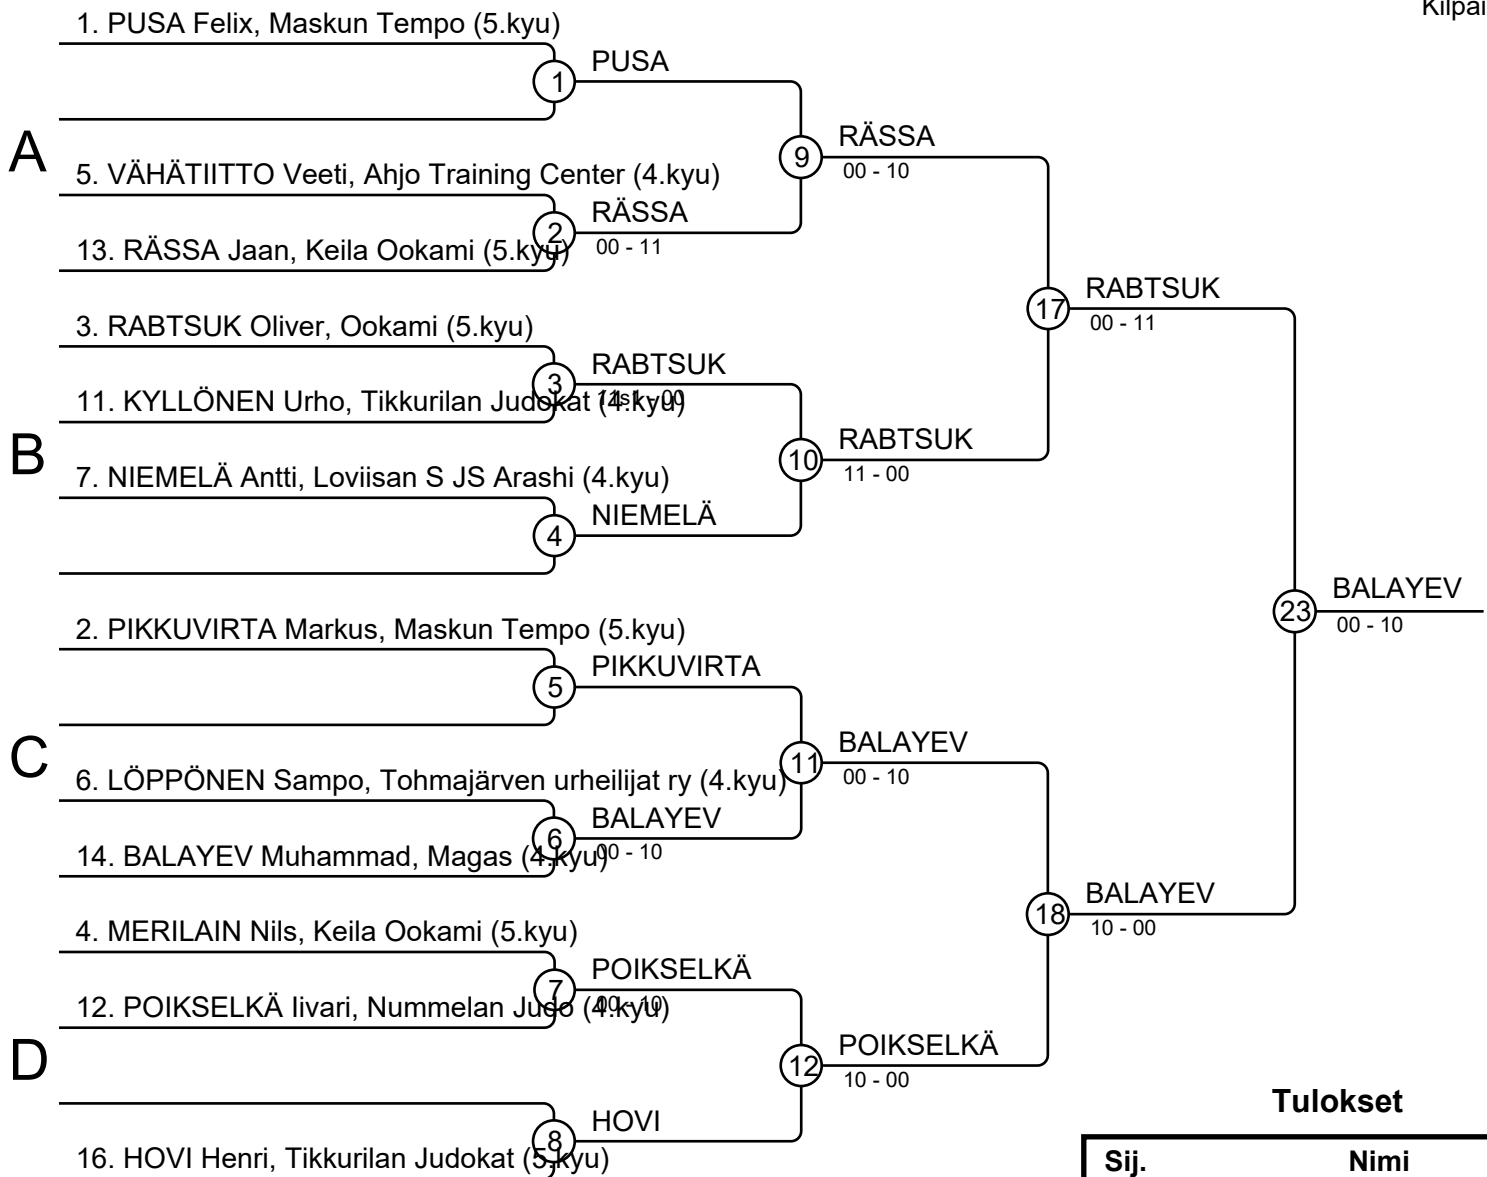 Kilpai
1. PUSA Felix, Maskun Tempo (5.kyu)
1
PUSA
A
9
RÄSSA
00 - 10
5. VÄHÄTIITTO Veeti, Ahjo Training Center (4.kyu)
2
RÄSSA
00 - 11
13. RÄSSA Jaan, Keila Ookami (5.kyu)
17
RABTSUK
00 - 11
3. RABTSUK Oliver, Ookami (5.kyu)
3
RABTSUK
11s1 - 00
11. KYLLÖNEN Urho, Tikkurilan Judokat (4.kyu)
B
10
RABTSUK
11 - 00
7. NIEMELÄ Antti, Loviisan S JS Arashi (4.kyu)
4
NIEMELÄ
23
BALAYEV
00 - 10
2. PIKKUVIRTA Markus, Maskun Tempo (5.kyu)
5
PIKKUVIRTA
C
11
BALAYEV
00 - 10
6. LÖPPÖNEN Sampo, Tohmajärven urheilijat ry (4.kyu)
6
BALAYEV
00 - 10
14. BALAYEV Muhammad, Magas (4.kyu)
18
BALAYEV
10 - 00
4. MERILAIN Nils, Keila Ookami (5.kyu)
7
POIKSELKÄ
00 - 10
12. POIKSELKÄ Iivari, Nummelan Judo (4.kyu)
D
12
POIKSELKÄ
10 - 00
8
HOVI
16. HOVI Henri, Tikkurilan Judokat (5.kyu)
Tulokset
Sij. Nimi